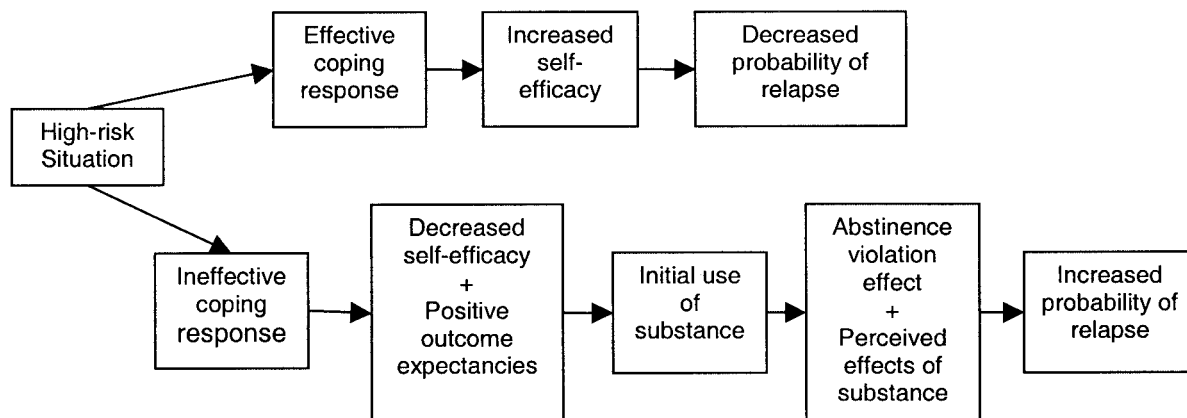 High-risk
Situation
Effective
coping
response
Increased
self-
efficacy
Decreased
probability of
relapse
Ineffective
coping
response
Decreased
self-efficacy
+
Positive
outcome
expectancies
Initial use of
substance
Abstinence
violation
effect
+
Perceived
effects of
substance
Increased
probability of
relapse